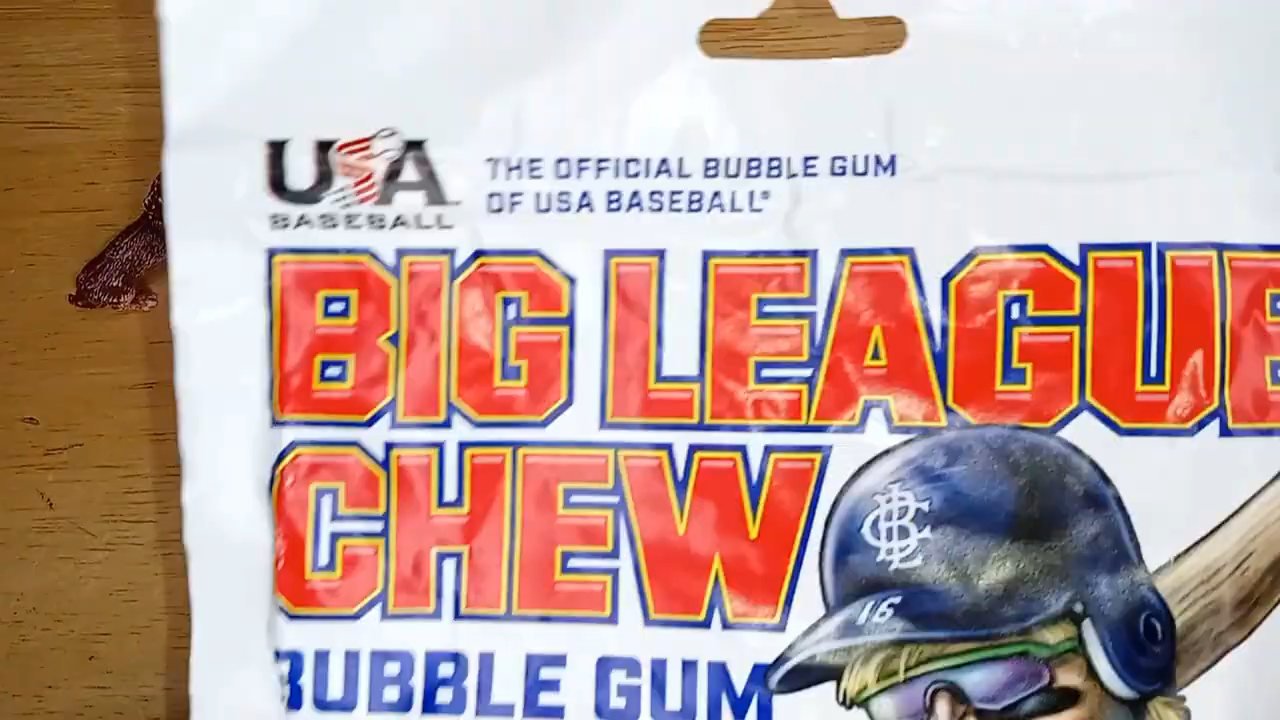 USA
BASEBALL
THE OFFICIAL BUBBLE GUM
OF USA BASEBALL®
BIG LEAGUE
CHEW
BUBBLE GUM
16